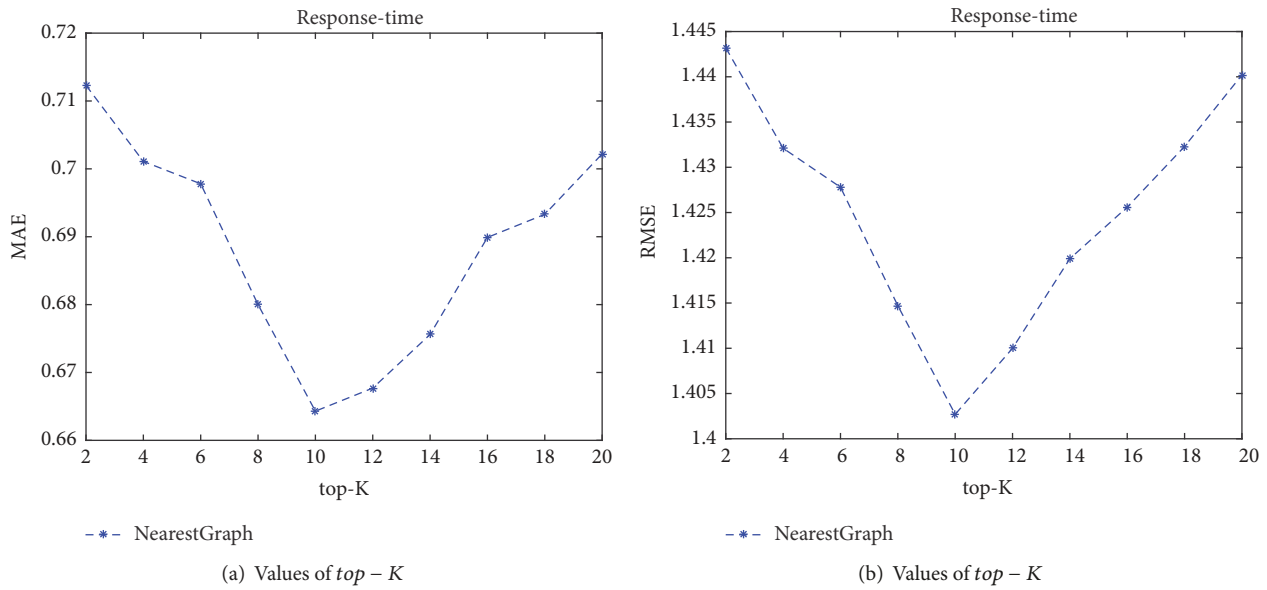 Response-time
0.72
0.71
0.7
0.69
0.68
0.67
0.66
MAE
2 4 6 8 10 12 14 16 18 20
top-K
NearestGraph
(a) Values of top − K
Response-time
1.445
1.44
1.435
1.43
1.425
1.42
1.415
1.41
1.405
1.4
RMSE
2 4 6 8 10 12 14 16 18 20
top-K
NearestGraph
(b) Values of top − K